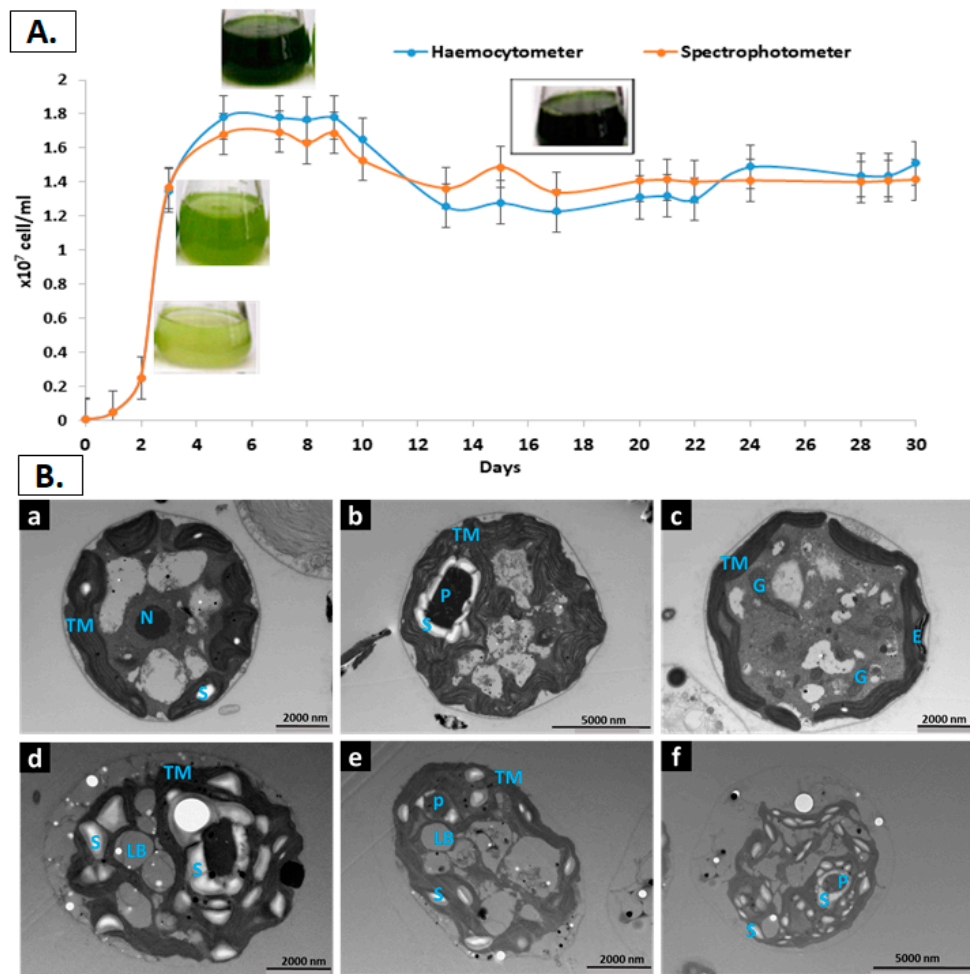 A.
Haemocytometer Spectrophotometer
2
1.8
1.6
1.4
1.2
1
0.8
0.6
0.4
0.2
0
x10⁷ cell/ml
0 2 4 6 8 10 12 14 16 18 20 22 24 26 28 30
Days
B.
a
TM
N
S
2000 nm
b
TM
P
S
5000 nm
c
TM
G
E
G
2000 nm
d
TM
S
LB
S
2000 nm
e
TM
p
LB
S
2000 nm
f
P
S
S
5000 nm